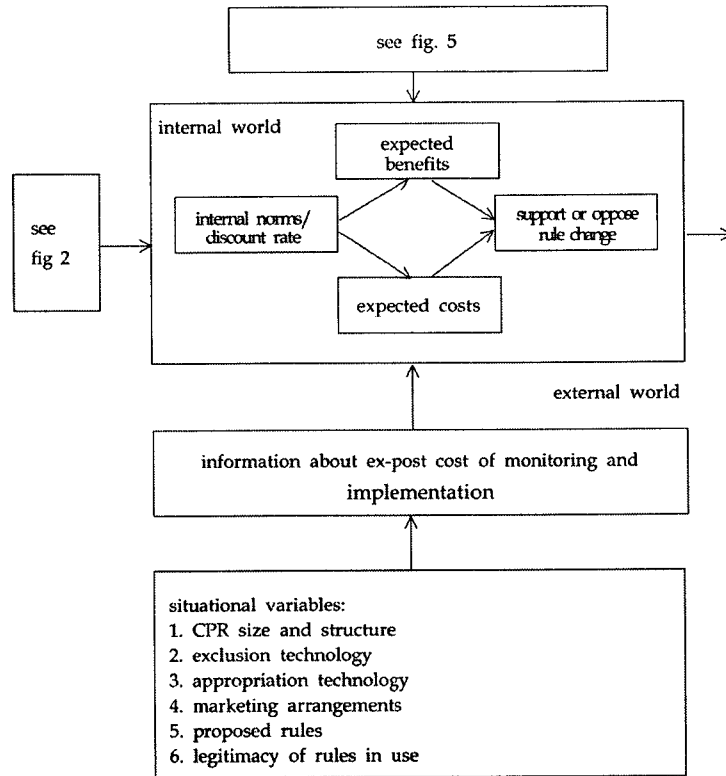 see fig. 5
internal world
expected
benefits
see
fig 2
internal norms/
discount rate
support or oppose
rule change
expected costs
external world
information about ex-post cost of monitoring and
implementation
situational variables:
1. CPR size and structure
2. exclusion technology
3. appropriation technology
4. marketing arrangements
5. proposed rules
6. legitimacy of rules in use